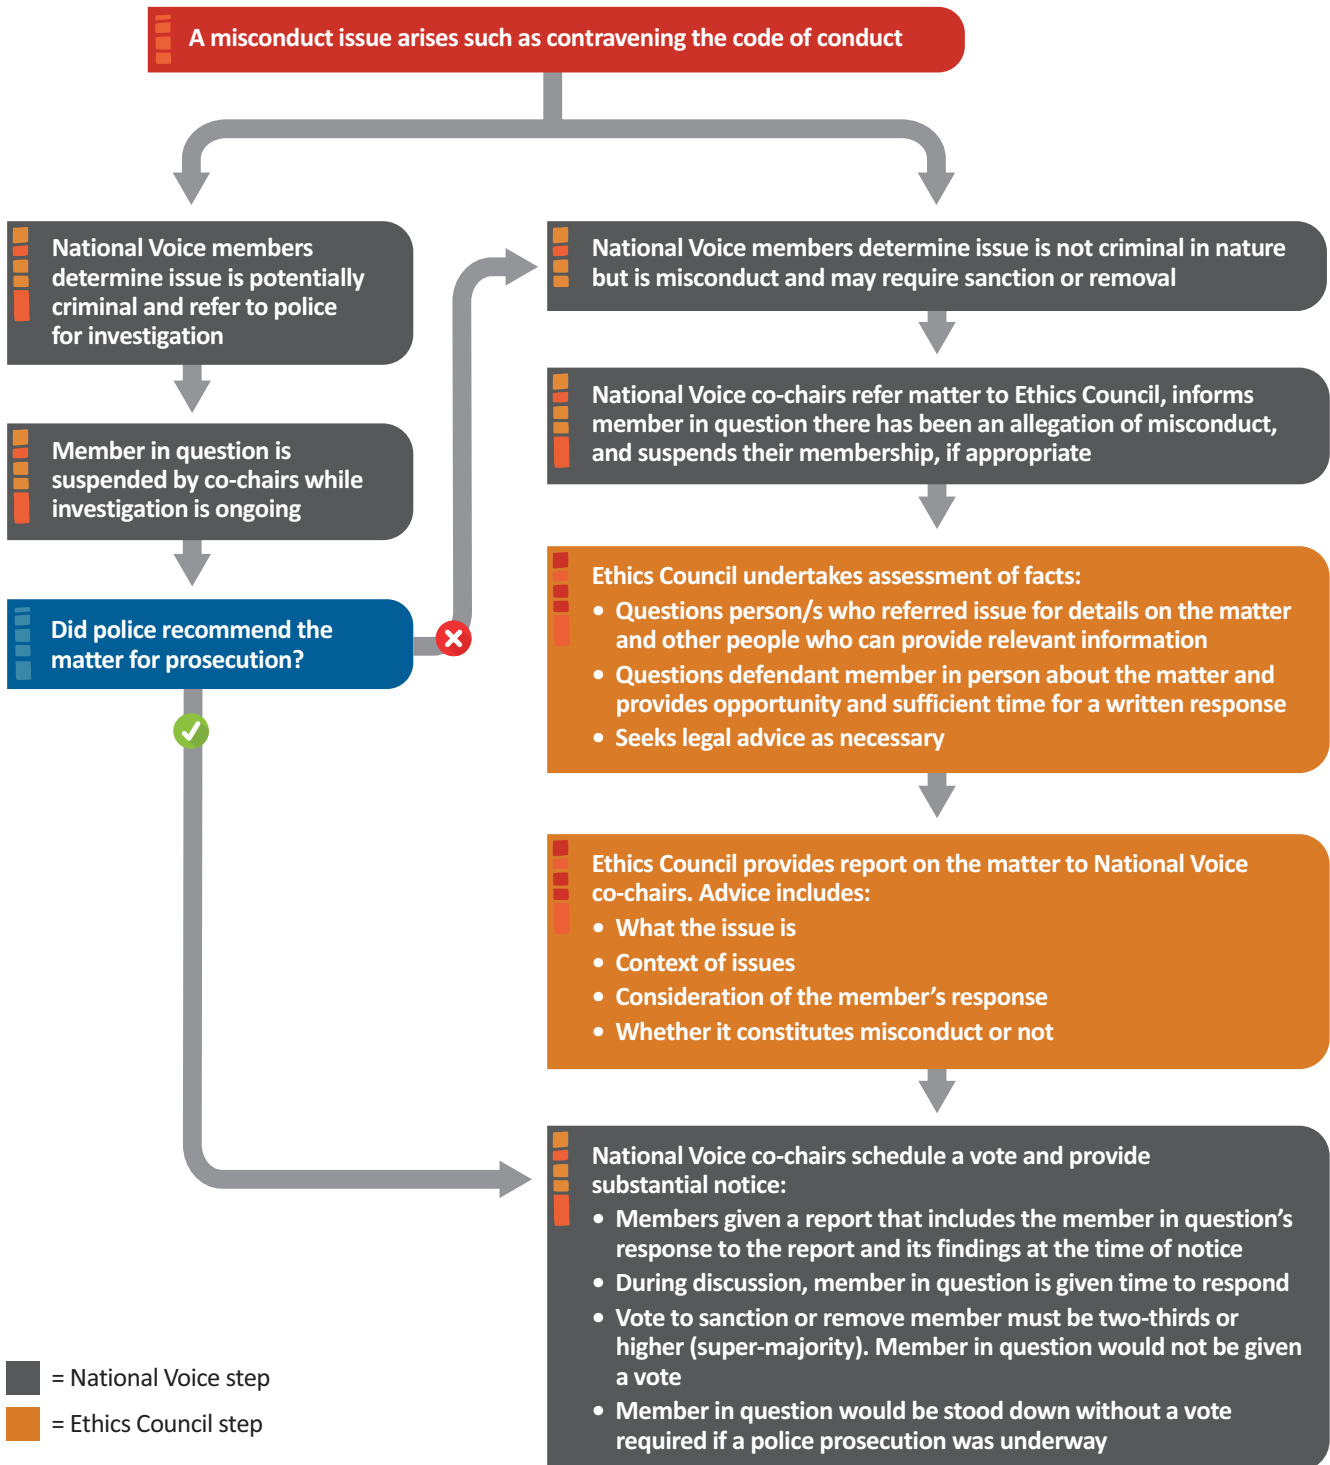 A misconduct issue arises such as contravening the code of conduct
National Voice members
determine issue is potentially
criminal and refer to police
for investigation
Member in question is
suspended by co-chairs while
investigation is ongoing
Did police recommend the
matter for prosecution?
National Voice members determine issue is not criminal in nature
but is misconduct and may require sanction or removal
National Voice co-chairs refer matter to Ethics Council, informs
member in question there has been an allegation of misconduct,
and suspends their membership, if appropriate
Ethics Council undertakes assessment of facts:
• Questions person/s who referred issue for details on the matter
and other people who can provide relevant information
• Questions defendant member in person about the matter and
provides opportunity and sufficient time for a written response
• Seeks legal advice as necessary
Ethics Council provides report on the matter to National Voice
co-chairs. Advice includes:
• What the issue is
• Context of issues
• Consideration of the member’s response
• Whether it constitutes misconduct or not
National Voice co-chairs schedule a vote and provide
substantial notice:
• Members given a report that includes the member in question’s
response to the report and its findings at the time of notice
• During discussion, member in question is given time to respond
• Vote to sanction or remove member must be two-thirds or
higher (super-majority). Member in question would not be given
a vote
• Member in question would be stood down without a vote
required if a police prosecution was underway
= National Voice step
= Ethics Council step